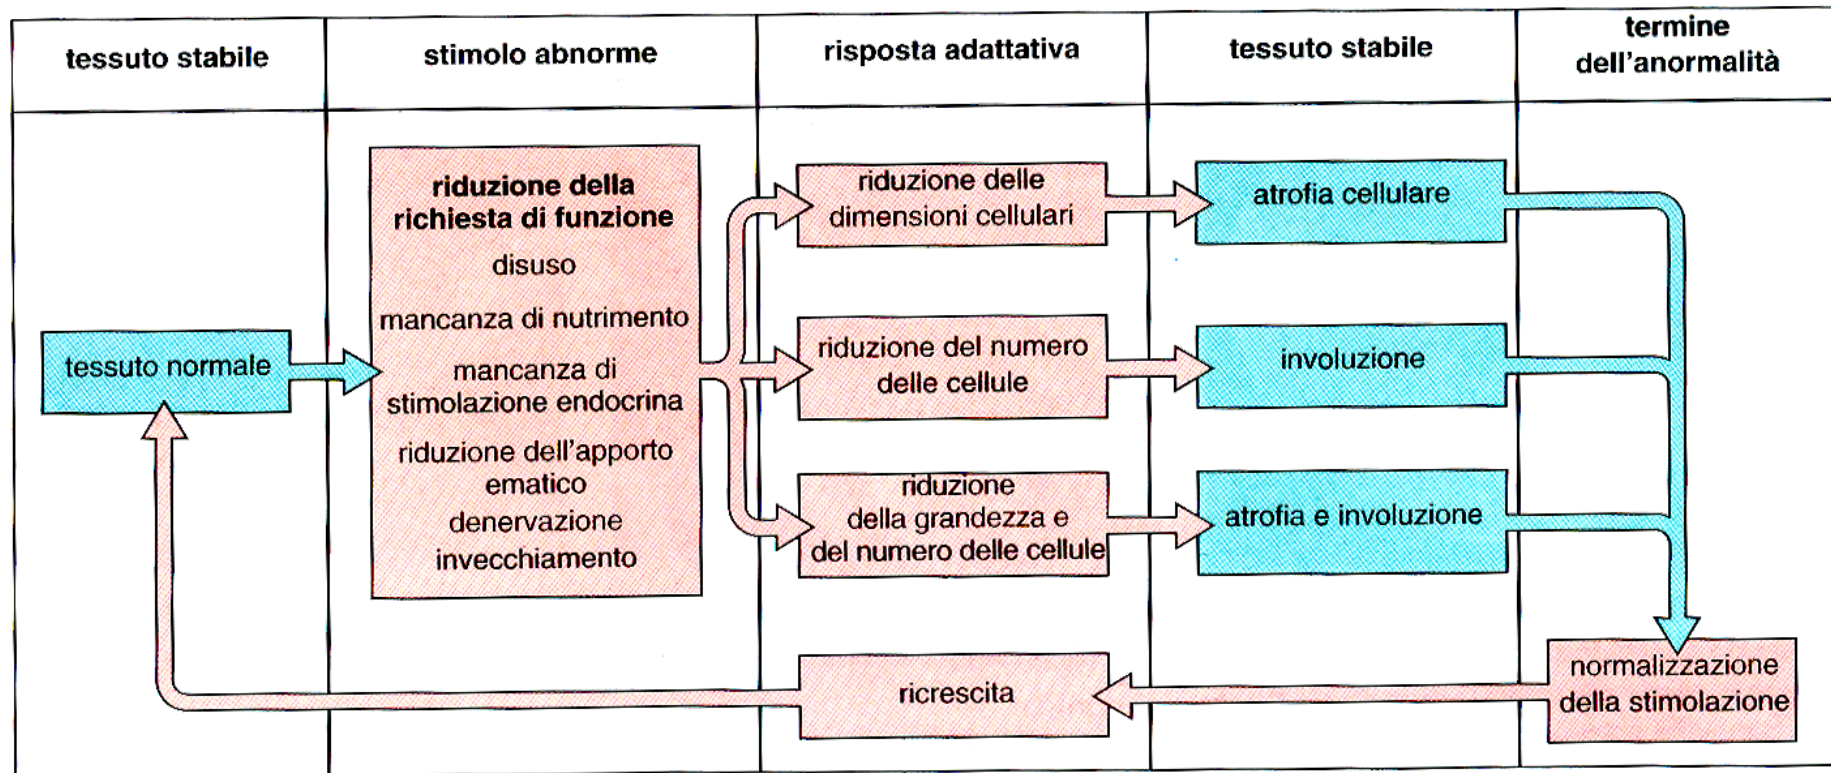 tessuto stabile
stimolo abnorme
risposta adattativa
tessuto stabile
termine
dell'anormalità
tessuto normale
riduzione della
richiesta di funzione
disuso
mancanza di nutrimento
mancanza di
stimolazione endocrina
riduzione dell'apporto
ematico
denervazione
invecchiamento
riduzione delle
dimensioni cellulari
riduzione del numero
delle cellule
riduzione
della grandezza e
del numero delle cellule
atrofia cellulare
involuzione
atrofia e involuzione
normalizzazione
della stimolazione
ricrescita